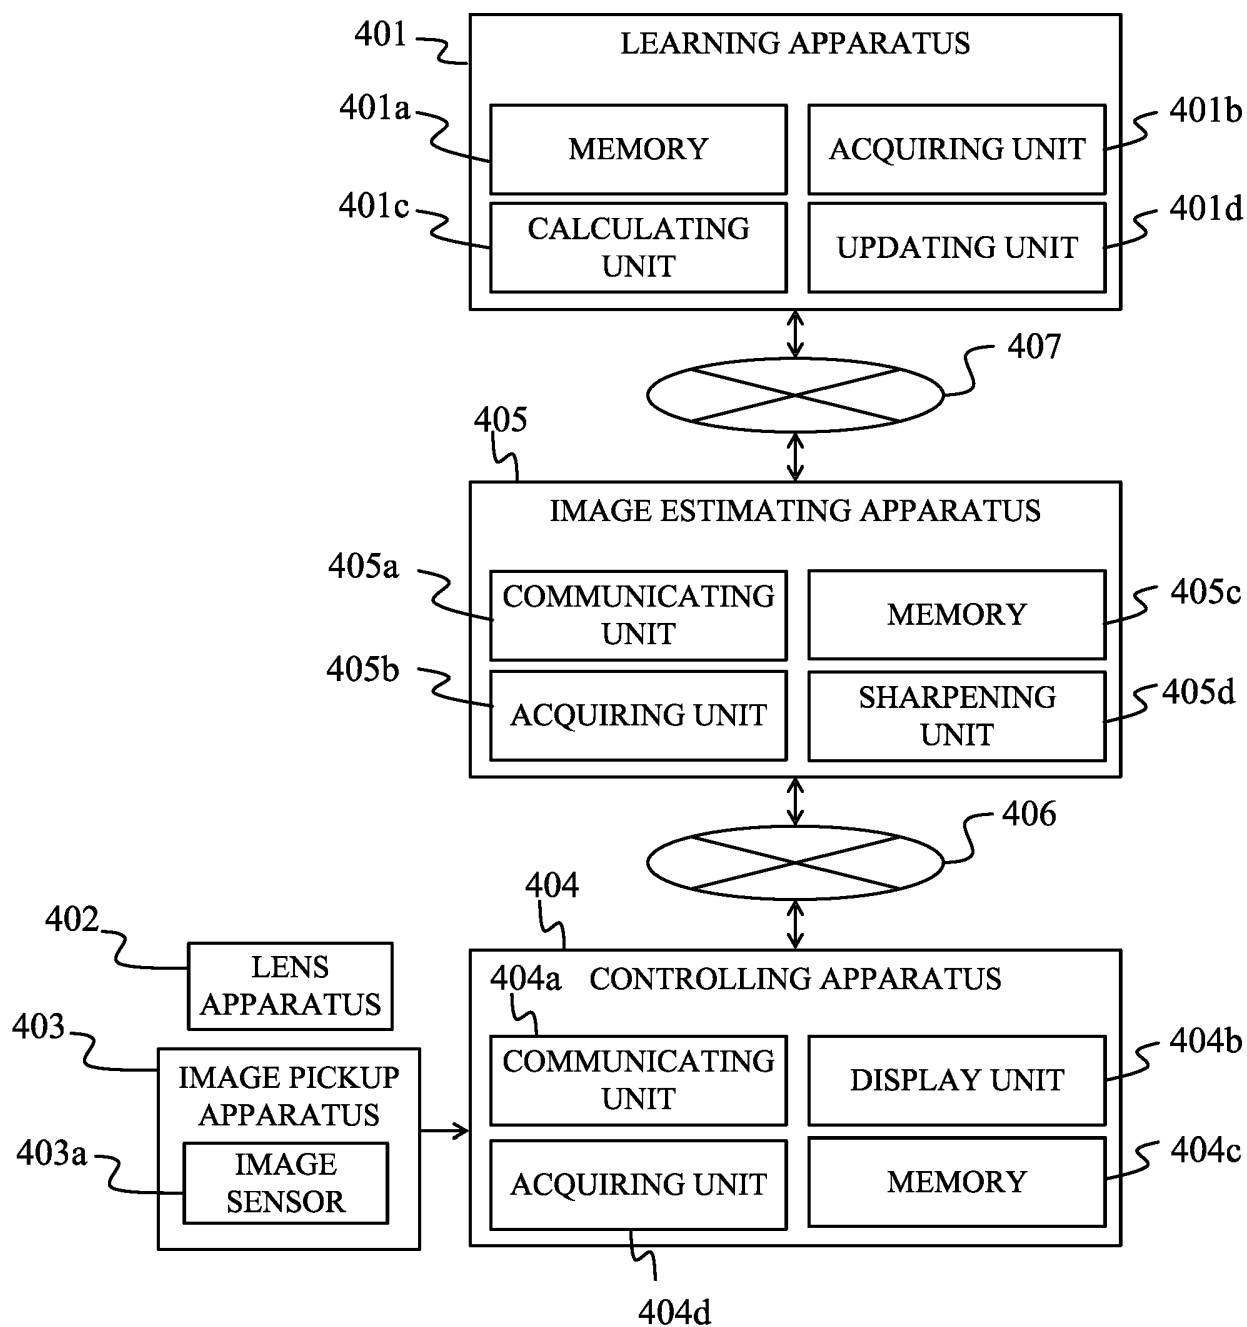 401
LEARNING APPARATUS
401a
MEMORY
ACQUIRING UNIT
401b
401c
CALCULATING
UNIT
UPDATING UNIT
401d
407
405
IMAGE ESTIMATING APPARATUS
405a
COMMUNICATING
UNIT
MEMORY
405c
405b
ACQUIRING UNIT
SHARPENING
UNIT
405d
406
404
402
LENS
APPARATUS
CONTROLLING APPARATUS
404a
COMMUNICATING
UNIT
DISPLAY UNIT
404b
403
IMAGE PICKUP
APPARATUS
403a
IMAGE
SENSOR
ACQUIRING UNIT
MEMORY
404c
404d